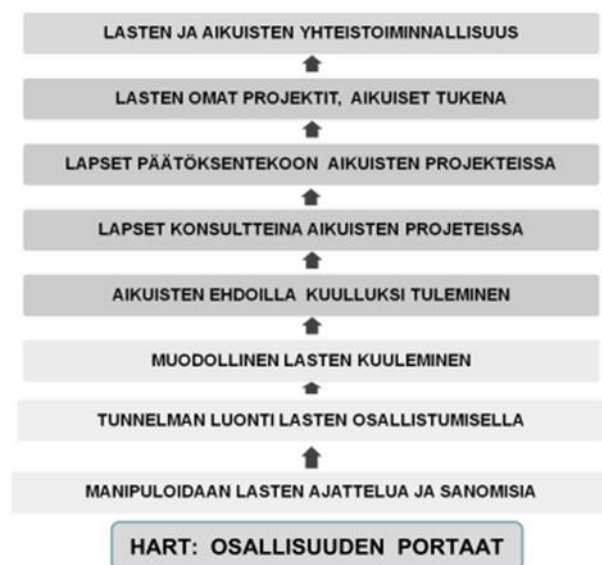 LASTEN JA AIKUISTEN YHTEISTOIMINNALLISUUS
LASTEN OMAT PROJEKTIT, AIKUISET TUKENA
LAPSET PÄÄTÖKSENTEKOON AIKUISTEN PROJEKTEISSA
LAPSET KONSULTTEINA AIKUISTEN PROJETEISSA
AIKUISTEN EHDOILLA KUULLUKSI TULEMINEN
MUODOLLINEN LASTEN KUULEMINEN
TUNNELMAN LUONTI LASTEN OSALLISTUMISELLA
MANIPULOIDAAN LASTEN AJATTELUA JA SANOMISIA
HART: OSALLISUUDEN PORTAAT